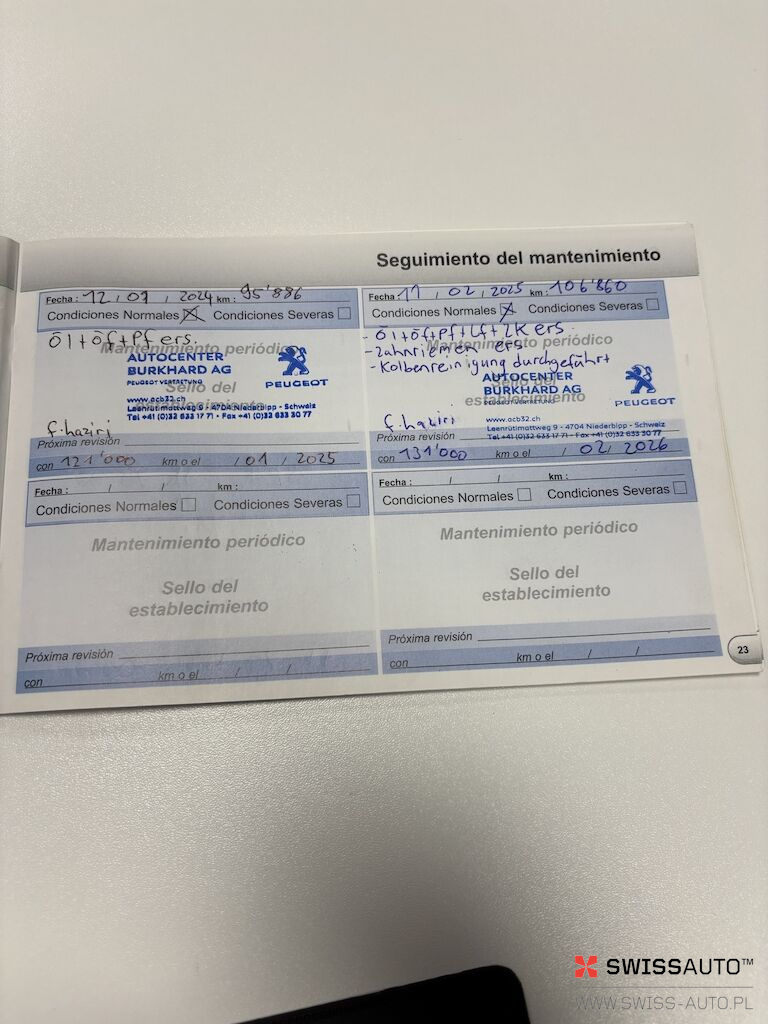 Seguimiento del mantenimiento
Fecha : 12 / 01 / 2024 km : 95'886
Condiciones Normales Condiciones Severas
Öl + öf + Pf ers.
Mantenimiento periódico
AUTOCENTER
BURKHARD AG
PEUGEOT VERTRETUNG
PEUGEOT
Sello del
establecimiento
www.acb32.ch
Leenrütimattweg 9 - 4704 Niederbipp - Schweiz
Tel +41 (0)32 633 17 71 - Fax +41 (0)32 633 30 77
f. haziri
Próxima revisión
con 121'000 km o el / 01 / 2025
Fecha : 11 / 02 / 2025 km : 106'860
Condiciones Normales Condiciones Severas
- Öl + öf + Pf + Lf + ZK ers.
- Zahnriemen ers.
- Kolbenreinigung durchgeführt
Mantenimiento periódico
AUTOCENTER
BURKHARD AG
PEUGEOT VERTRETUNG
PEUGEOT
Sello del
establecimiento
www.acb32.ch
Leenrütimattweg 9 - 4704 Niederbipp - Schweiz
Tel +41 (0)32 633 17 71 - Fax +41 (0)32 633 30 77
f. haziri
Próxima revisión
con 131'000 km o el / 02 / 2026
Fecha : / / km :
Condiciones Normales Condiciones Severas
Mantenimiento periódico
Sello del
establecimiento
Próxima revisión
con km o el / /
Fecha : / / km :
Condiciones Normales Condiciones Severas
Mantenimiento periódico
Sello del
establecimiento
Próxima revisión
con km o el / /
23
SWISSAUTO™
WWW.SWISS-AUTO.PL